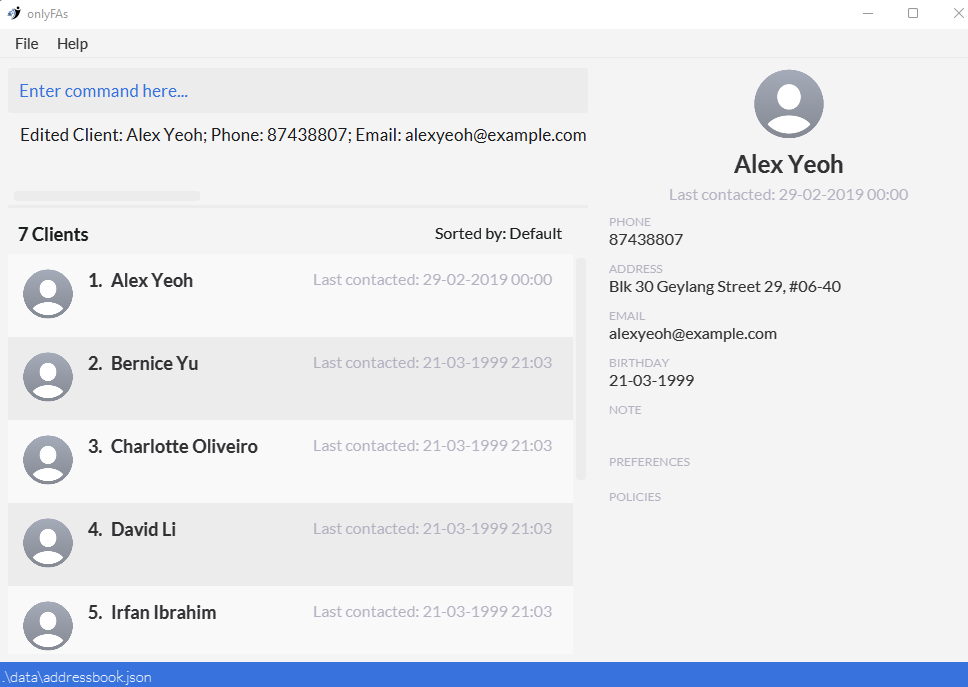 onlyFAs
File Help
Enter command here...
Edited Client: Alex Yeoh; Phone: 87438807; Email: alexyeoh@example.com
7 Clients Sorted by: Default
1. Alex Yeoh Last contacted: 29-02-2019 00:00
2. Bernice Yu Last contacted: 21-03-1999 21:03
3. Charlotte Oliveiro Last contacted: 21-03-1999 21:03
4. David Li Last contacted: 21-03-1999 21:03
5. Irfan Ibrahim Last contacted: 21-03-1999 21:03
Alex Yeoh
Last contacted: 29-02-2019 00:00
PHONE
87438807
ADDRESS
Blk 30 Geylang Street 29, #06-40
EMAIL
alexyeoh@example.com
BIRTHDAY
21-03-1999
NOTE
PREFERENCES
POLICIES
.\data\addressbook.json